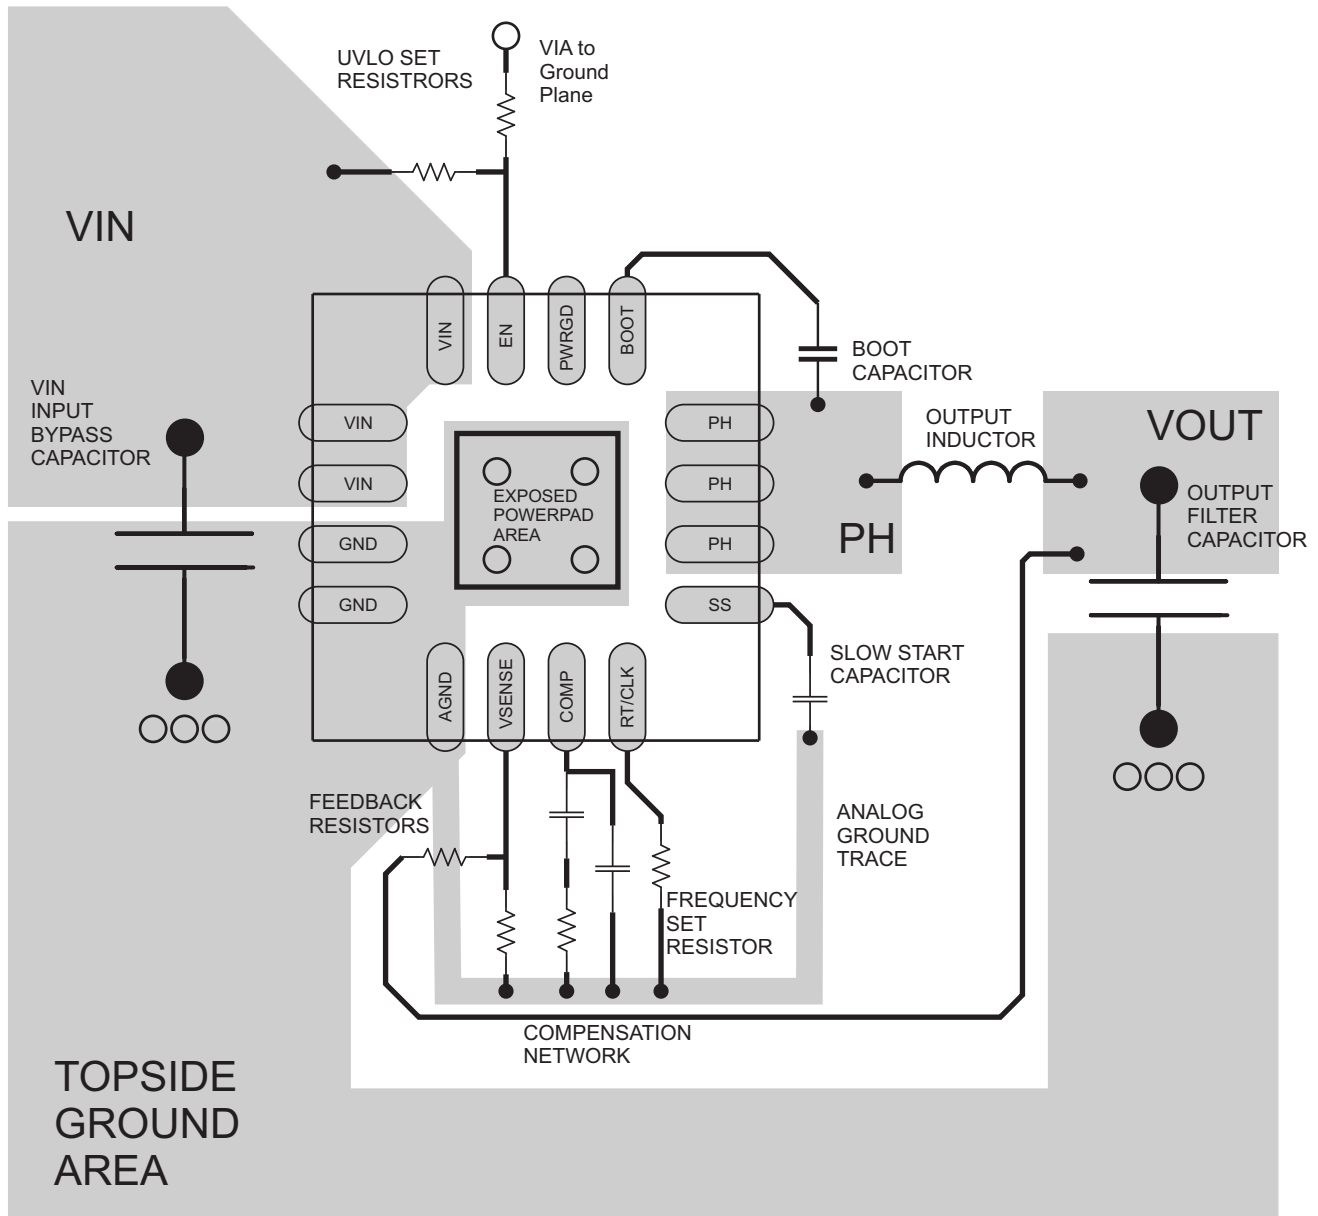 UVLO SET
RESISTRORS
VIA to
Ground
Plane
VIN
VIN
EN
PWRGD
BOOT
BOOT
CAPACITOR
VIN
INPUT
BYPASS
CAPACITOR
VIN
VIN
GND
GND
EXPOSED
POWERPAD
AREA
PH
PH
PH
SS
PH
OUTPUT
INDUCTOR
VOUT
OUTPUT
FILTER
CAPACITOR
AGND
VSENSE
COMP
RT/CLK
SLOW START
CAPACITOR
FEEDBACK
RESISTORS
ANALOG
GROUND
TRACE
FREQUENCY
SET
RESISTOR
COMPENSATION
NETWORK
TOPSIDE
GROUND
AREA